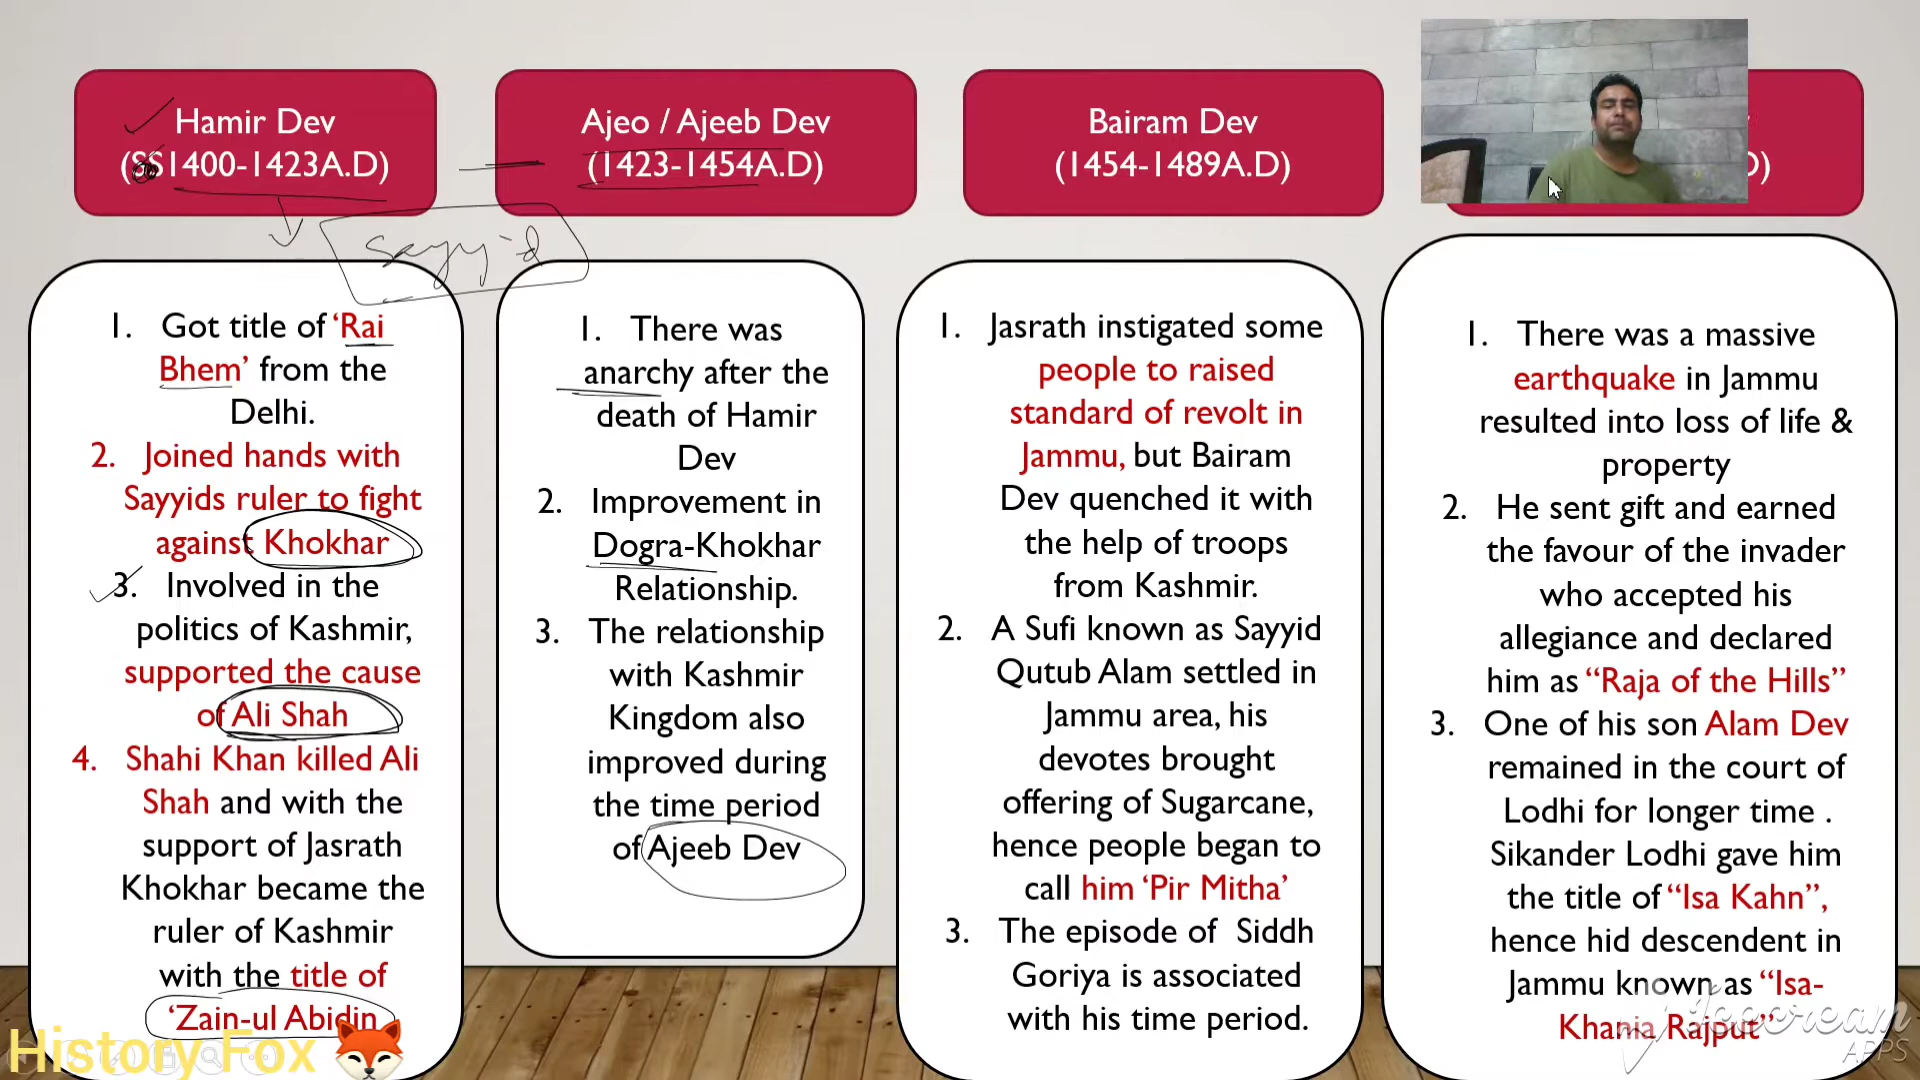 Hamir Dev
(SS1400-1423A.D)
Sayyid
1. Got title of ‘Rai
Bhem’ from the
Delhi.
2. Joined hands with
Sayyids ruler to fight
against Khokhar
3. Involved in the
politics of Kashmir,
supported the cause
of Ali Shah
4. Shahi Khan killed Ali
Shah and with the
support of Jasrath
Khokhar became the
ruler of Kashmir
with the title of
‘Zain-ul Abidin
Ajeo / Ajeeb Dev
(1423-1454A.D)
1. There was
anarchy after the
death of Hamir
Dev
2. Improvement in
Dogra-Khokhar
Relationship.
3. The relationship
with Kashmir
Kingdom also
improved during
the time period
of Ajeeb Dev
Bairam Dev
(1454-1489A.D)
1. Jasrath instigated some
people to raised
standard of revolt in
Jammu, but Bairam
Dev quenched it with
the help of troops
from Kashmir.
2. A Sufi known as Sayyid
Qutub Alam settled in
Jammu area, his
devotes brought
offering of Sugarcane,
hence people began to
call him ‘Pir Mitha’
3. The episode of Siddh
Goriya is associated
with his time period.
D)
1. There was a massive
earthquake in Jammu
resulted into loss of life &
property
2. He sent gift and earned
the favour of the invader
who accepted his
allegiance and declared
him as “Raja of the Hills”
3. One of his son Alam Dev
remained in the court of
Lodhi for longer time .
Sikander Lodhi gave him
the title of “Isa Kahn”,
hence hid descendent in
Jammu known as “Isa-
Khania Rajput”
History Fox
Icecream
APPS